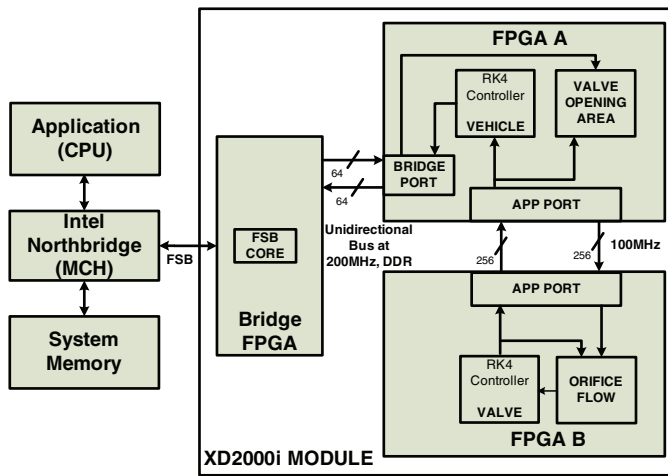 Application
(CPU)
Intel
Northbridge
(MCH)
System
Memory
FSB
FSB
CORE
Bridge
FPGA
XD2000i MODULE
64
64
Unidirectional
Bus at
200MHz, DDR
FPGA A
RK4
Controller
VEHICLE
VALVE
OPENING
AREA
BRIDGE
PORT
APP PORT
256
256
100MHz
APP PORT
RK4
Controller
VALVE
ORIFICE
FLOW
FPGA B